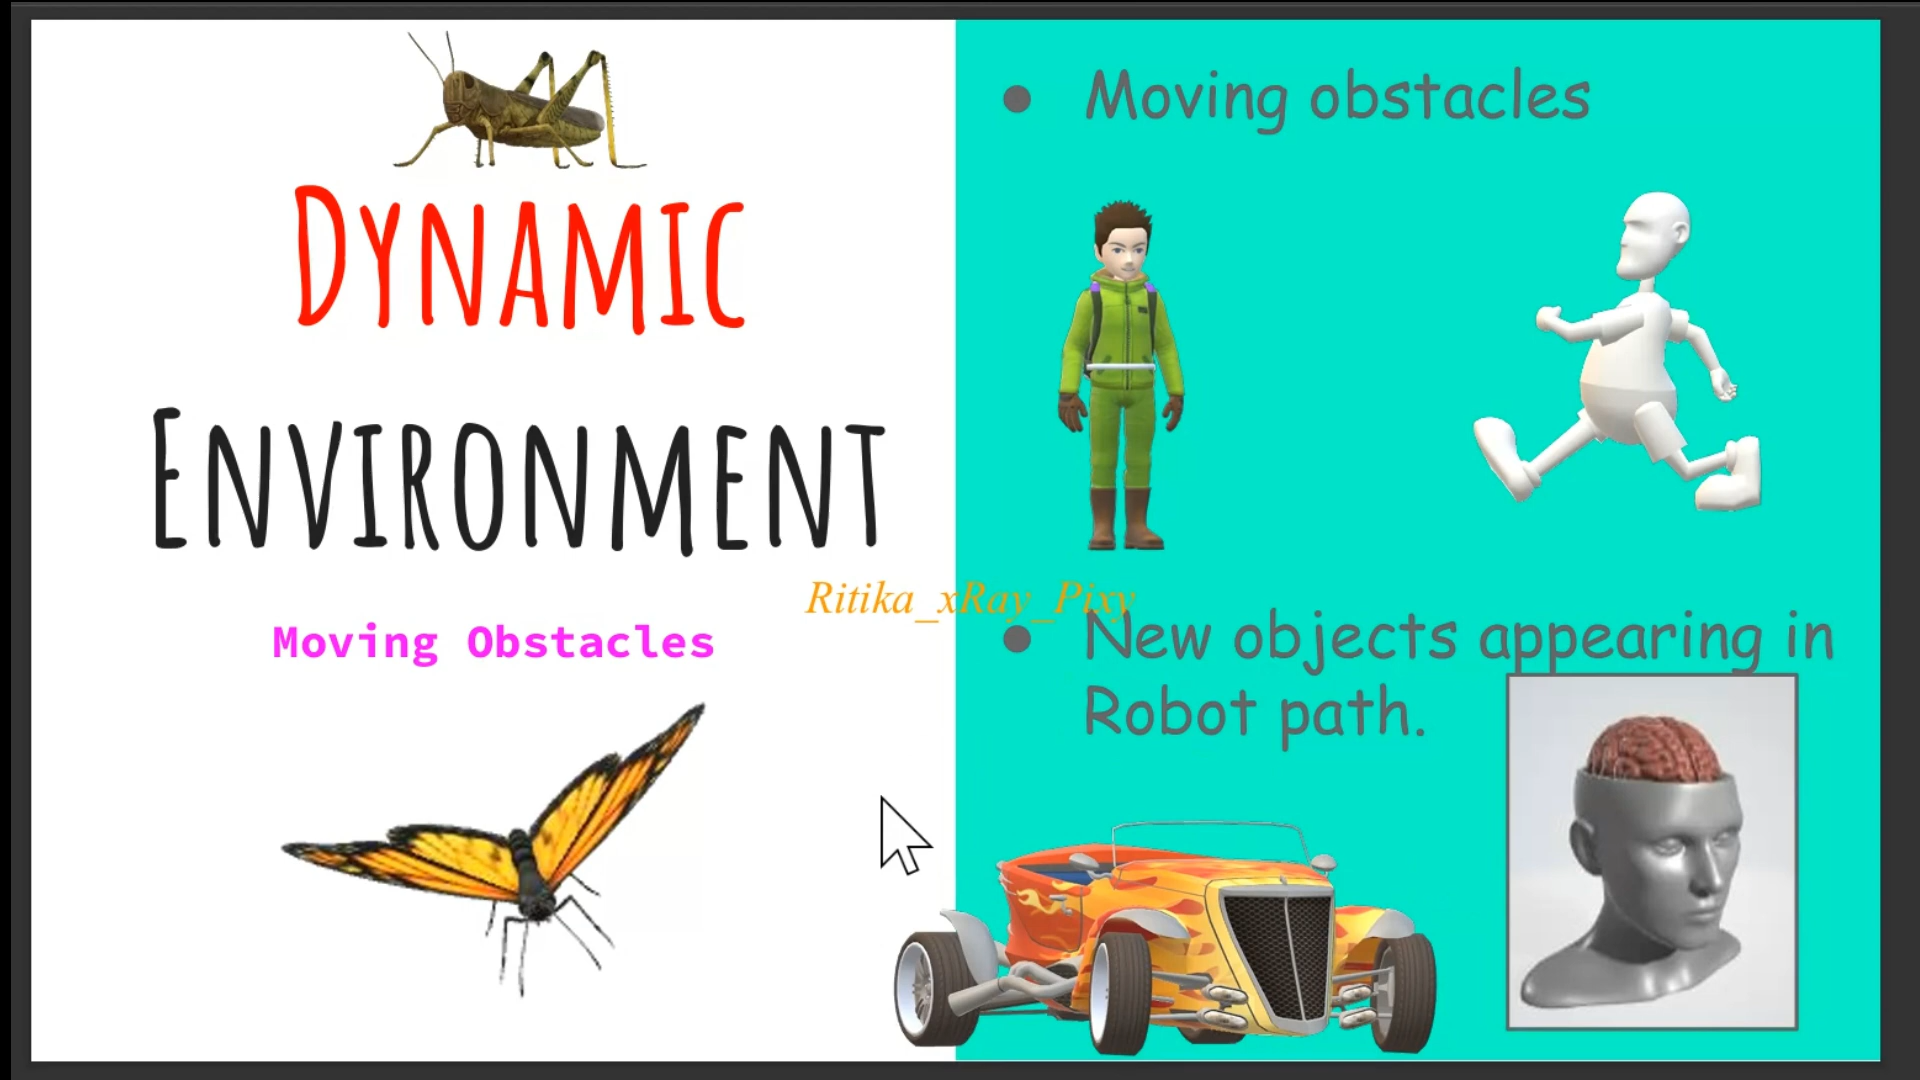 Dynamic
Environment
Moving Obstacles
Ritika_xRay_Pixy
● Moving obstacles
● New objects appearing in
Robot path.